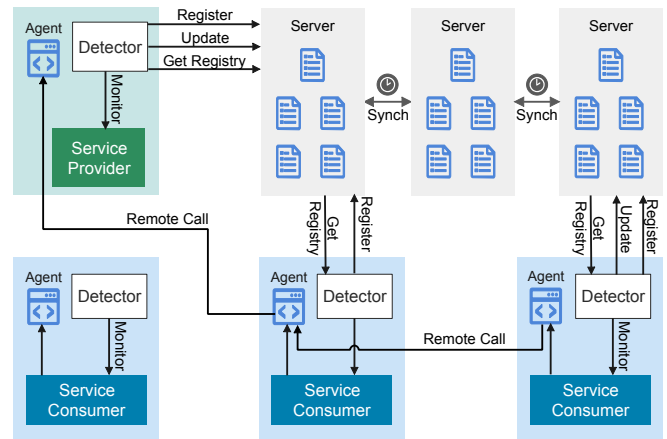 Register
Agent
Detector
Update
Get Registry
Monitor
Service
Provider
Server
Server
Server
Synch
Synch
Remote Call
Get
Registry
Register
Get
Registry
Update
Register
Agent
Detector
Monitor
Service
Consumer
Agent
Detector
Service
Consumer
Remote Call
Agent
Detector
Monitor
Service
Consumer